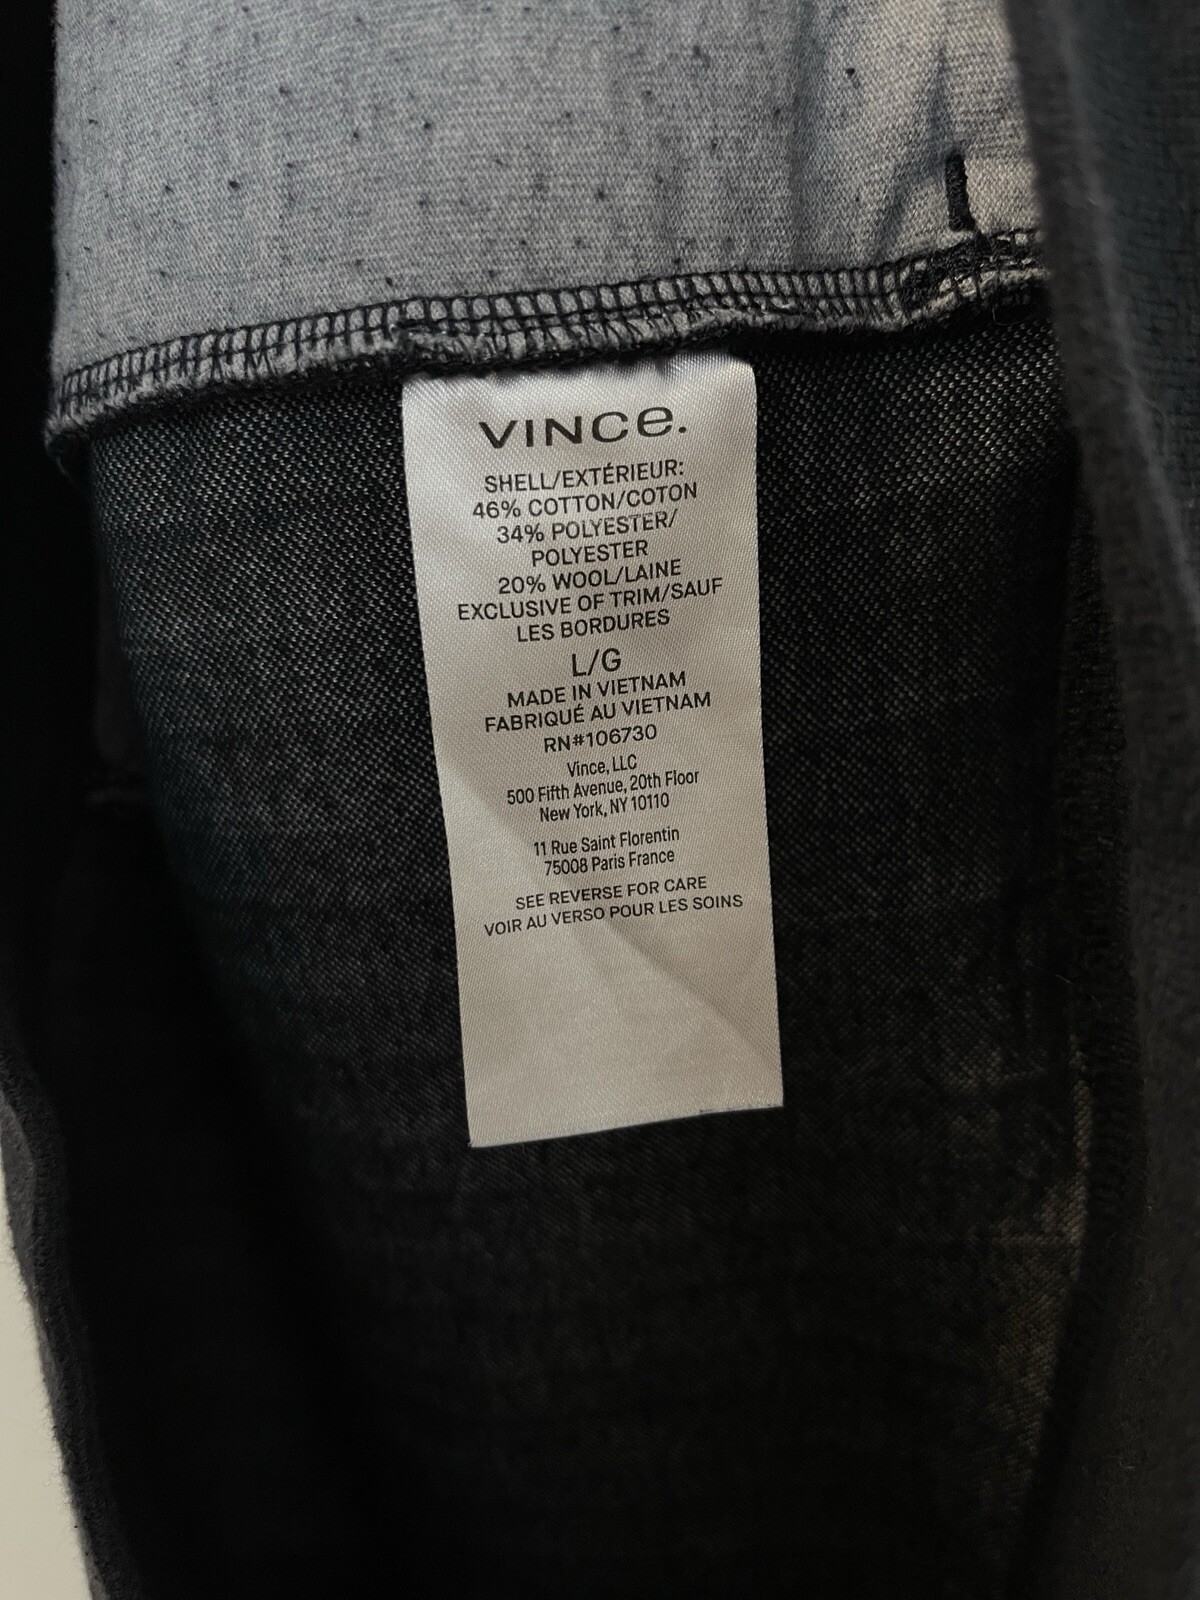 VINCe.
SHELL/EXTÉRIEUR:
46% COTTON/COTON
34% POLYESTER/
POLYESTER
20% WOOL/LAINE
EXCLUSIVE OF TRIM/SAUF
LES BORDURES
L/G
MADE IN VIETNAM
FABRIQUÉ AU VIETNAM
RN#106730
Vince, LLC
500 Fifth Avenue, 20th Floor
New York, NY 10110
11 Rue Saint Florentin
75008 Paris France
SEE REVERSE FOR CARE
VOIR AU VERSO POUR LES SOINS